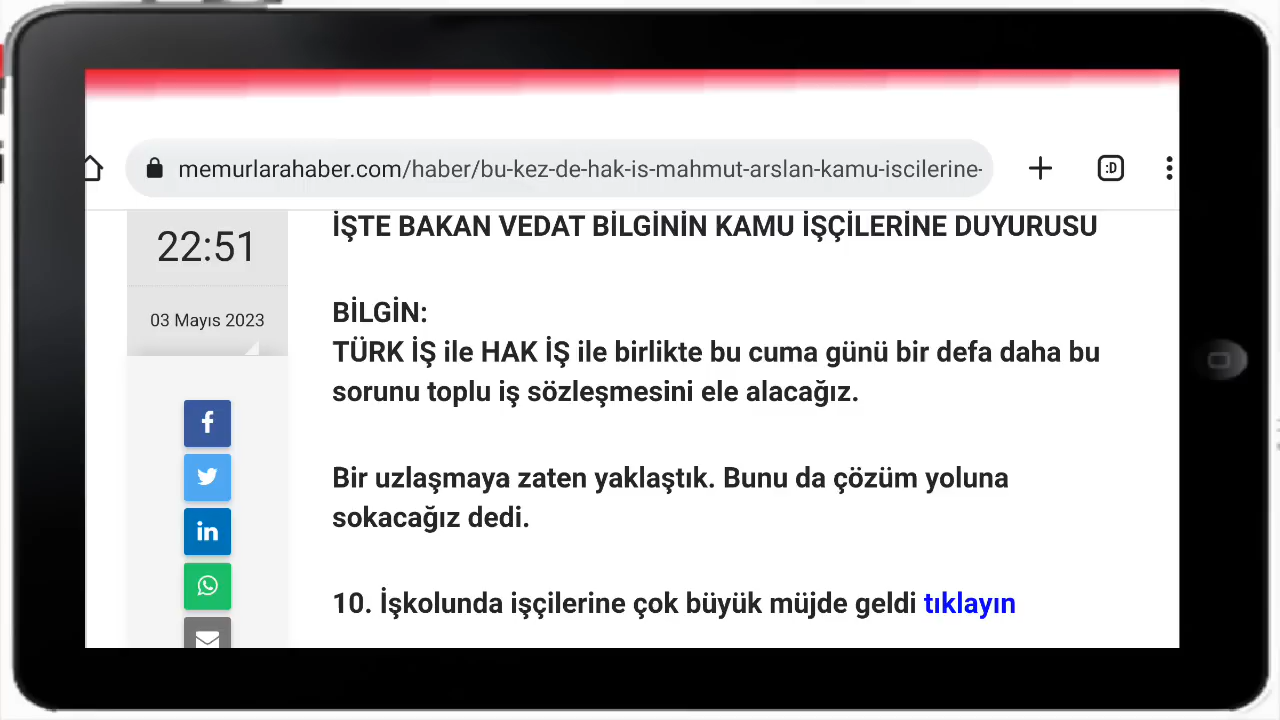 memurlarahaber.com/haber/bu-kez-de-hak-is-mahmut-arslan-kamu-iscilerine-
:D
22:51
03 Mayıs 2023
İŞTE BAKAN VEDAT BİLGİNİN KAMU İŞÇİLERİNE DUYURUSU
BİLGİN:
TÜRK İŞ ile HAK İŞ ile birlikte bu cuma günü bir defa daha bu
sorunu toplu iş sözleşmesini ele alacağız.
Bir uzlaşmaya zaten yaklaştık. Bunu da çözüm yoluna
sokacağız dedi.
10. İşkolunda işçilerine çok büyük müjde geldi tıklayın